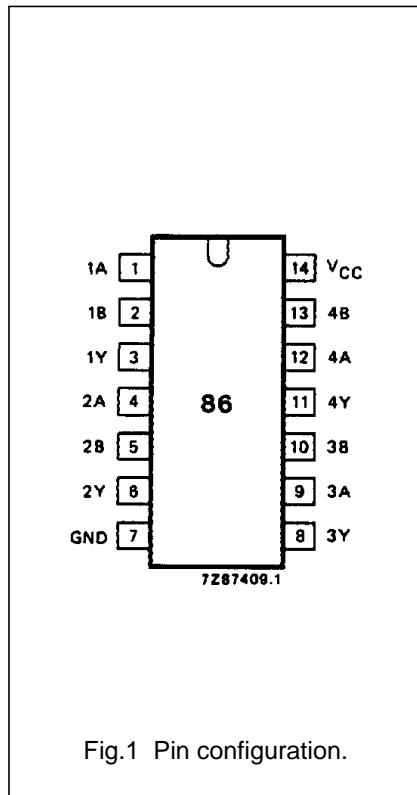 1A 1 14 VCC
1B 2 13 4B
1Y 3 12 4A
2A 4 86 11 4Y
2B 5 10 3B
2Y 6 9 3A
GND 7 8 3Y
7Z87409.1
Fig.1 Pin configuration.